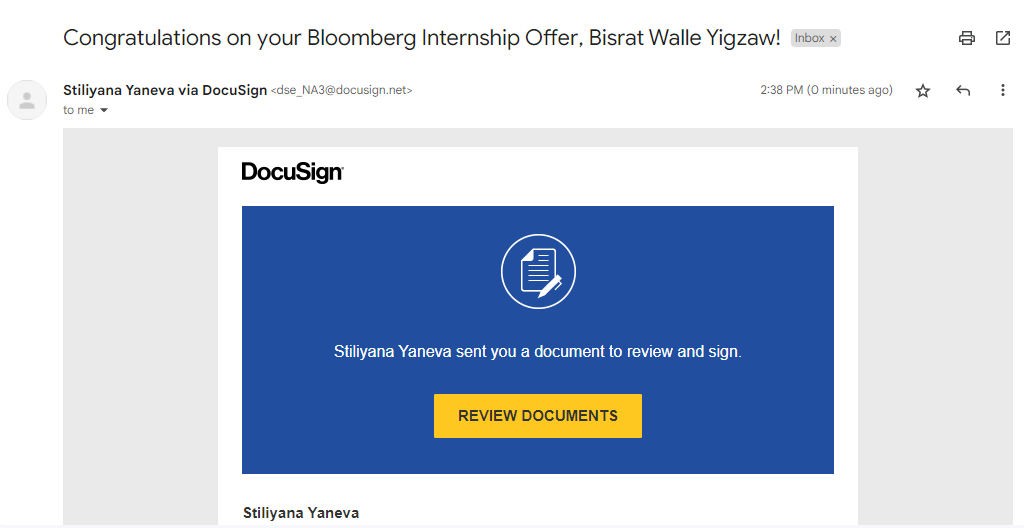 Congratulations on your Bloomberg Internship Offer, Bisrat Walle Yigzaw! Inbox ×
Stiliyana Yaneva via DocuSign <dse_NA3@docusign.net> 2:38 PM (0 minutes ago)
to me
DocuSign
Stiliyana Yaneva sent you a document to review and sign.
REVIEW DOCUMENTS
Stiliyana Yaneva